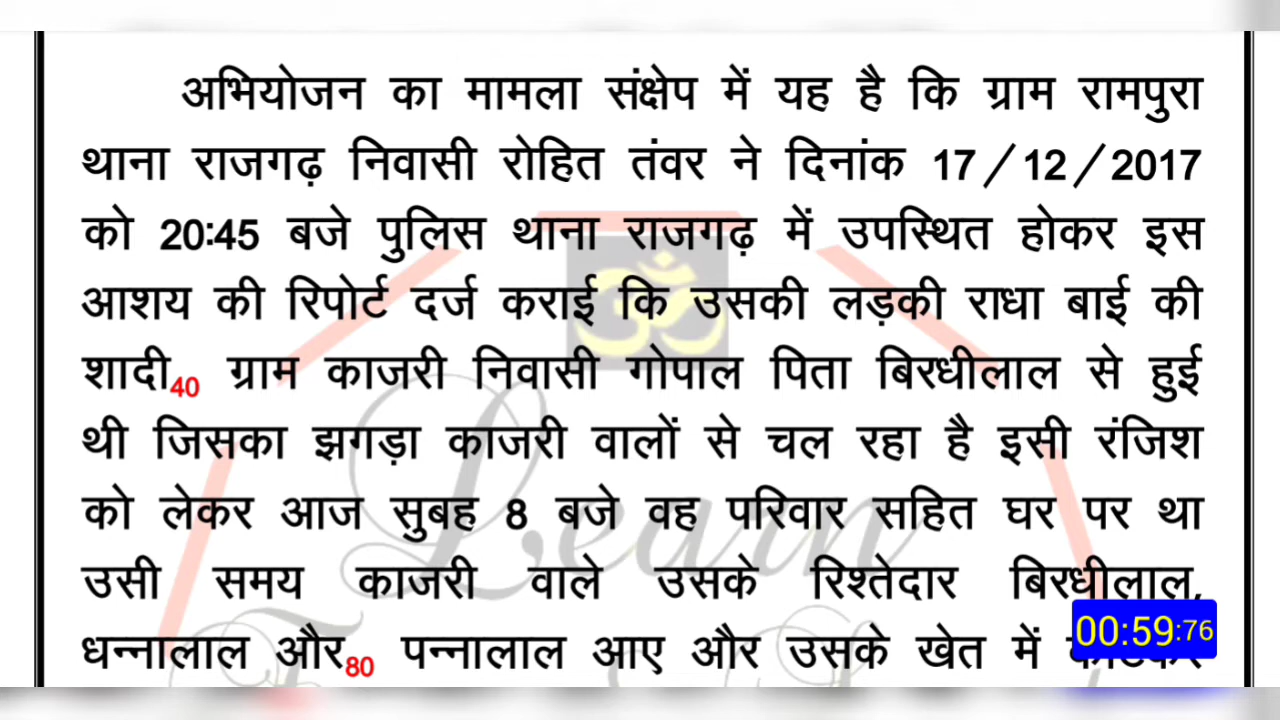 अभियोजन का मामला संक्षेप में यह है कि ग्राम रामपुरा
थाना राजगढ़ निवासी रोहित तंवर ने दिनांक 17/12/2017
को 20:45 बजे पुलिस थाना राजगढ़ में उपस्थित होकर इस
आशय की रिपोर्ट दर्ज कराई कि उसकी लड़की राधा बाई की
शादी40 ग्राम काजरी निवासी गोपाल पिता बिरधीलाल से हुई
थी जिसका झगड़ा काजरी वालों से चल रहा है इसी रंजिश
को लेकर आज सुबह 8 बजे वह परिवार सहित घर पर था
उसी समय काजरी वाले उसके रिश्तेदार बिरधीलाल,
धन्नालाल और80 पन्नालाल आए और उसके खेत में
00:59:76
ॐ
Learn